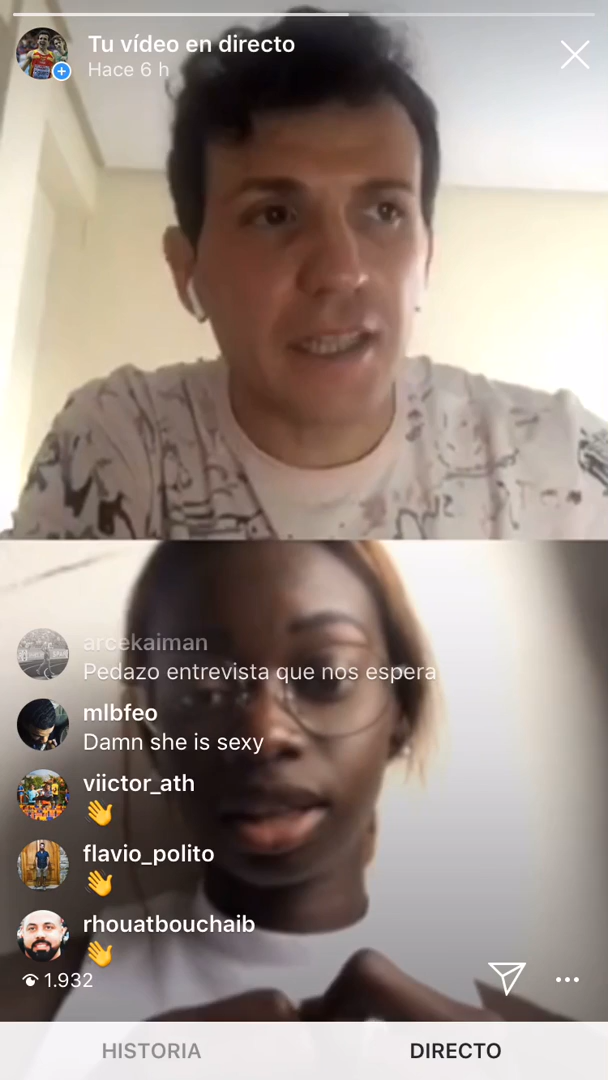 Tu vídeo en directo
Hace 6 h
arcekaiman
Pedazo entrevista que nos espera
mlbfeo
Damn she is sexy
viictor_ath
👋
flavio_polito
👋
rhouatbouchaib
👋
1.932
HISTORIA
DIRECTO